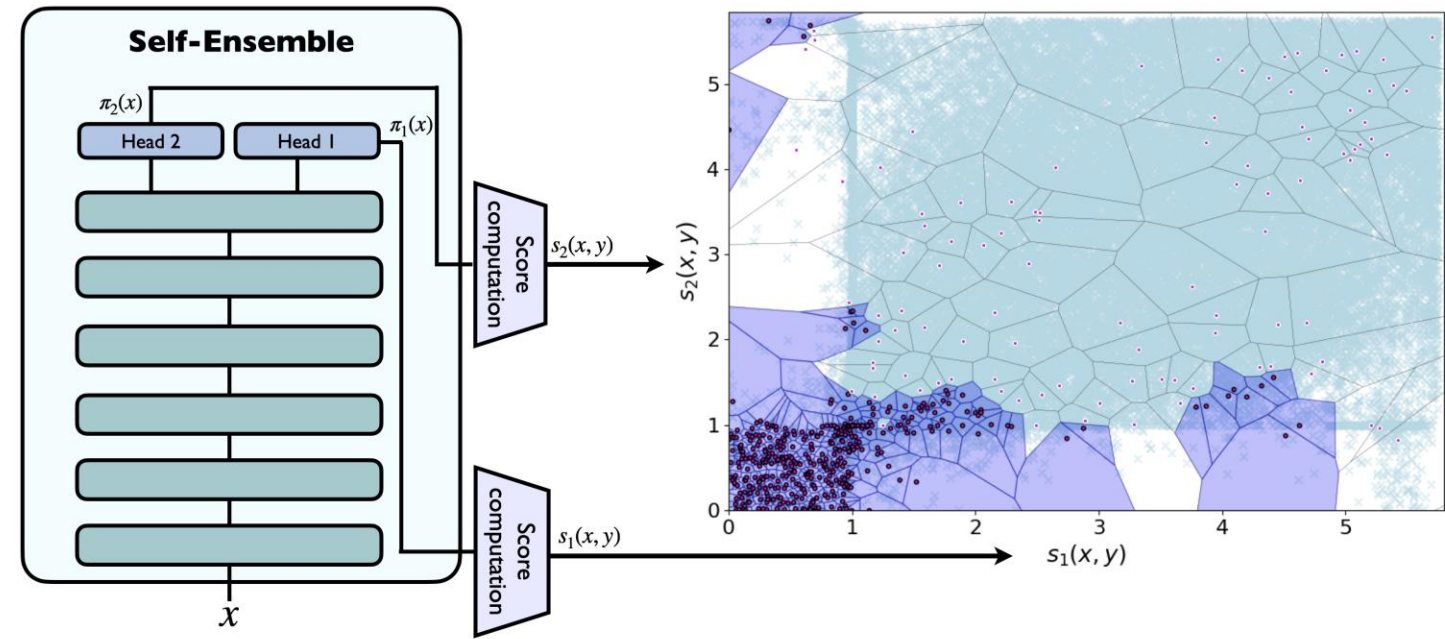 Self-Ensemble
π₂(x)
π₁(x)
Head 2
Head 1
Score
computation
s₂(x, y)
Score
computation
s₁(x, y)
x
s₂(x, y)
5
4
3
2
1
0
0
1
2
3
4
5
s₁(x, y)